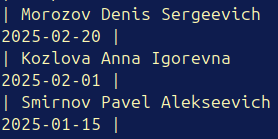 | Morozov Denis Sergeevich
2025-02-20 |
| Kozlova Anna Igorevna
2025-02-01 |
| Smirnov Pavel Alekseevich
2025-01-15 |